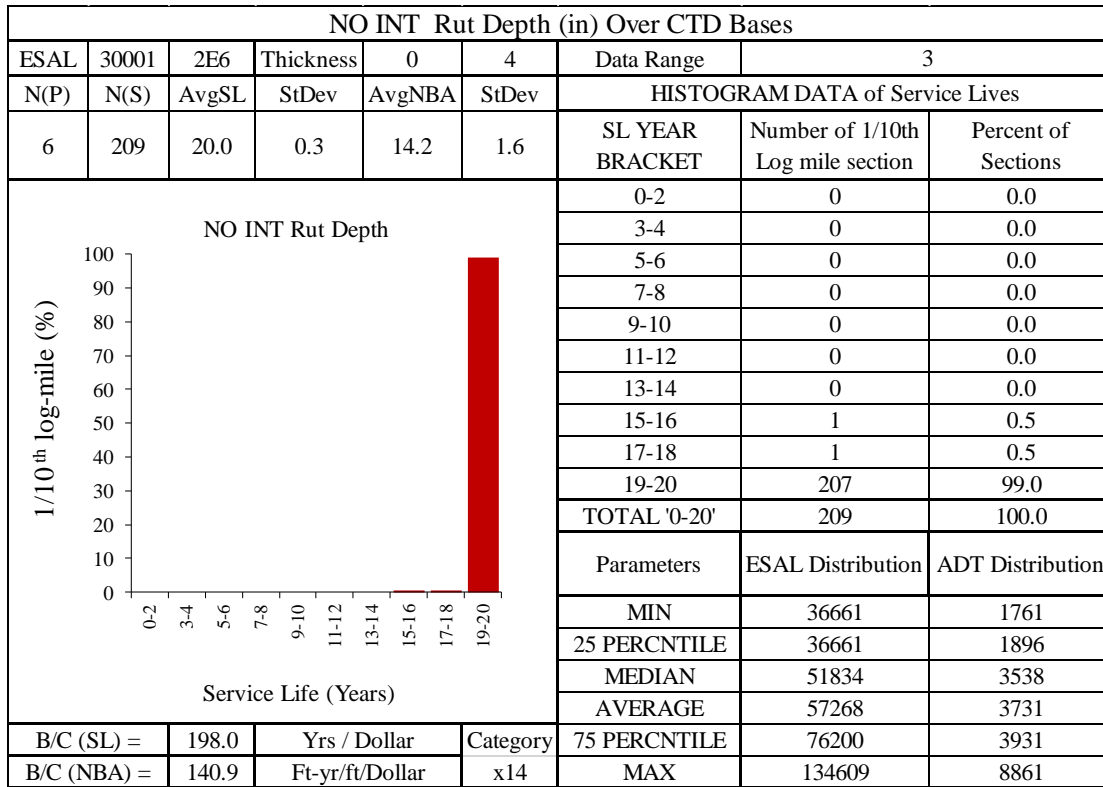 NO INT Rut Depth (in) Over CTD Bases
ESAL 30001 2E6 Thickness 0 4 Data Range 3
N(P) N(S) AvgSL StDev AvgNBA StDev HISTOGRAM DATA of Service Lives
6 209 20.0 0.3 14.2 1.6
SL YEAR BRACKET Number of 1/10th Log mile section Percent of Sections
0-2 0 0.0
3-4 0 0.0
5-6 0 0.0
7-8 0 0.0
9-10 0 0.0
11-12 0 0.0
13-14 0 0.0
15-16 1 0.5
17-18 1 0.5
19-20 207 99.0
TOTAL '0-20' 209 100.0
Parameters ESAL Distribution ADT Distribution
MIN 36661 1761
25 PERCNTILE 36661 1896
MEDIAN 51834 3538
AVERAGE 57268 3731
75 PERCNTILE 76200 3931
MAX 134609 8861
NO INT Rut Depth
1/10 th log-mile (%)
100
90
80
70
60
50
40
30
20
10
0
0-2 3-4 5-6 7-8 9-10 11-12 13-14 15-16 17-18 19-20
Service Life (Years)
B/C (SL) = 198.0 Yrs / Dollar Category
B/C (NBA) = 140.9 Ft-yr/ft/Dollar x14